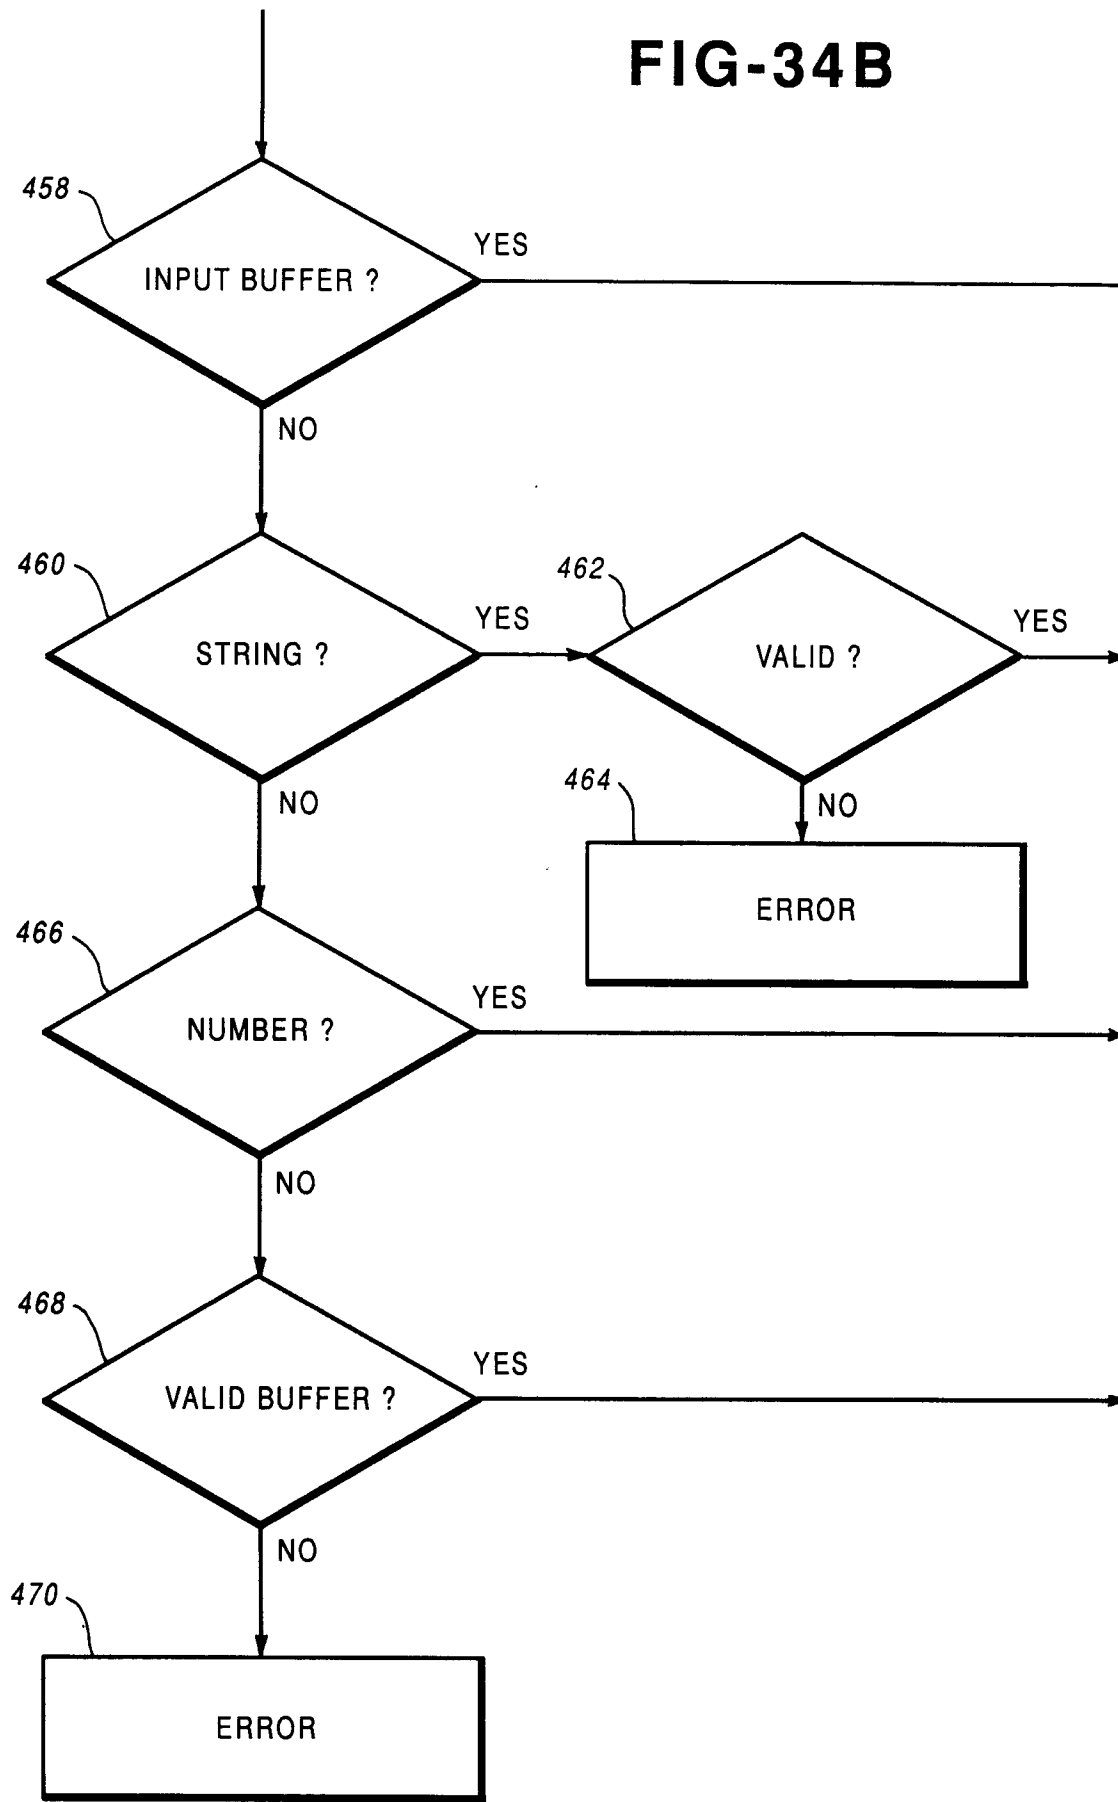 FIG-34B
458
INPUT BUFFER ?
YES
NO
460
STRING ?
YES
462
VALID ?
YES
NO
464
ERROR
NO
466
NUMBER ?
YES
NO
468
VALID BUFFER ?
YES
NO
470
ERROR